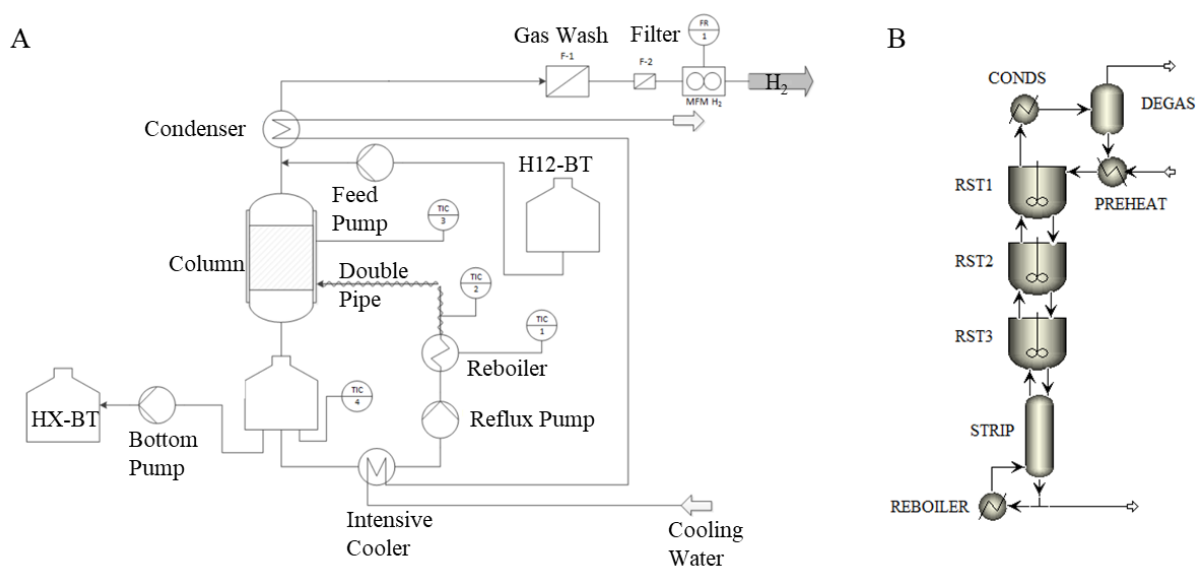 A
Gas Wash
Filter
FR
1
F-1
F-2
MFM H₂
H₂
Condenser
Feed
Pump
H12-BT
TIC
3
Column
Double
Pipe
TIC
2
TIC
1
Reboiler
TIC
4
HX-BT
Bottom
Pump
Reflux Pump
Intensive
Cooler
Cooling
Water
B
CONDS
DEGAS
RST1
PREHEAT
RST2
RST3
STRIP
REBOILER